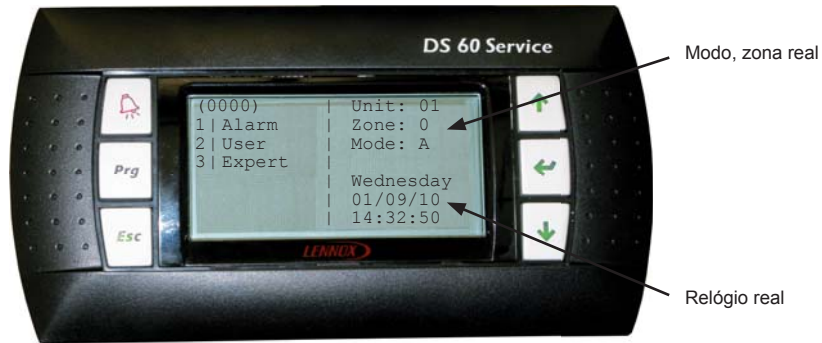 DS 60 Service
Modo, zona real
(0000) | Unit: 01
1|Alarm | Zone: 0
2|User | Mode: A
3|Expert |
| Wednesday
| 01/09/10
| 14:32:50
Prg
Esc
LENNOX
Relógio real